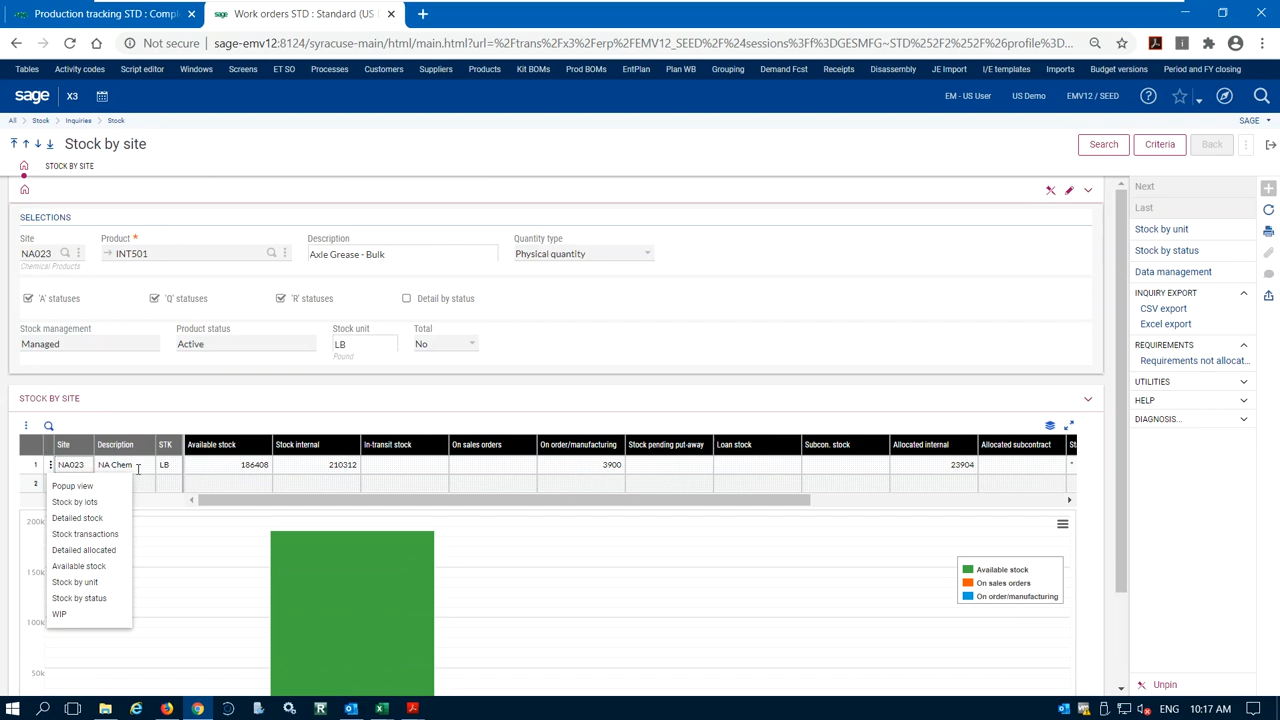 Production tracking STD : Compl
Work orders STD : Standard (US
Not secure
sage-emv12:8124/syracuse-main/html/main.html?url=%2Ftrans%2Fx3%2Ferp%2FEMV12_SEED%2F%24sessions%3Ff%3DGESMFG~STD%252F2%252F%26profile%3D...
Tables Activity codes Script editor Windows Screens ET SO Processes Customers Suppliers Products Kit BOMs Prod BOMs EntPlan Plan WB Grouping Demand Fcst Receipts Disassembly JE Import I/E templates Imports Budget versions Period and FY closing
sage X3
EM - US User US Demo EMV12 / SEED
All Stock Inquiries Stock
SAGE
Stock by site
Search Criteria Back
STOCK BY SITE
SELECTIONS
Site Product * Description Quantity type
NA023 INT501 Axle Grease - Bulk Physical quantity
Chemical Products
'A' statuses 'Q' statuses 'R' statuses Detail by status
Stock management Product status Stock unit Total
Managed Active LB No
Pound
STOCK BY SITE
Site Description STK Available stock Stock internal In-transit stock On sales orders On order/manufacturing Stock pending put-away Loan stock Subcon. stock Allocated internal Allocated subcontract
1 NA023 NA Chem LB 186408 210312 3900 23904
2
Popup view
Stock by lots
Detailed stock
Stock transactions
Detailed allocated
Available stock
Stock by unit
Stock by status
WIP
200k
150k
100k
50k
Available stock
On sales orders
On order/manufacturing
Next
Last
Stock by unit
Stock by status
Data management
INQUIRY EXPORT
CSV export
Excel export
REQUIREMENTS
Requirements not allocat...
UTILITIES
HELP
DIAGNOSIS...
Unpin
ENG 10:17 AM